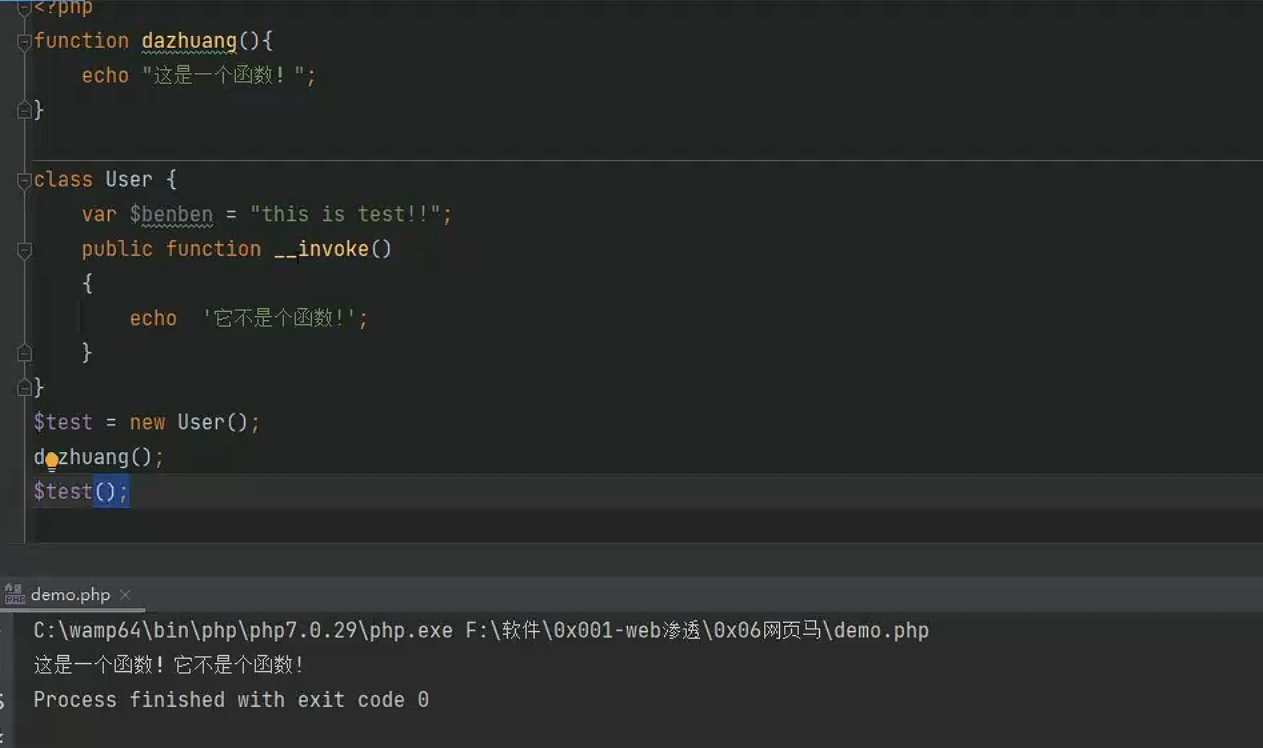 <?php
function dazhuang(){
    echo "这是一个函数！";
}
class User {
    var $benben = "this is test!!";
    public function __invoke()
    {
        echo  '它不是个函数!';
    }
}
$test = new User();
dazhuang();
$test();
demo.php
C:\wamp64\bin\php\php7.0.29\php.exe F:\软件\0x001-web渗透\0x06网页马\demo.php
这是一个函数！它不是个函数!
Process finished with exit code 0